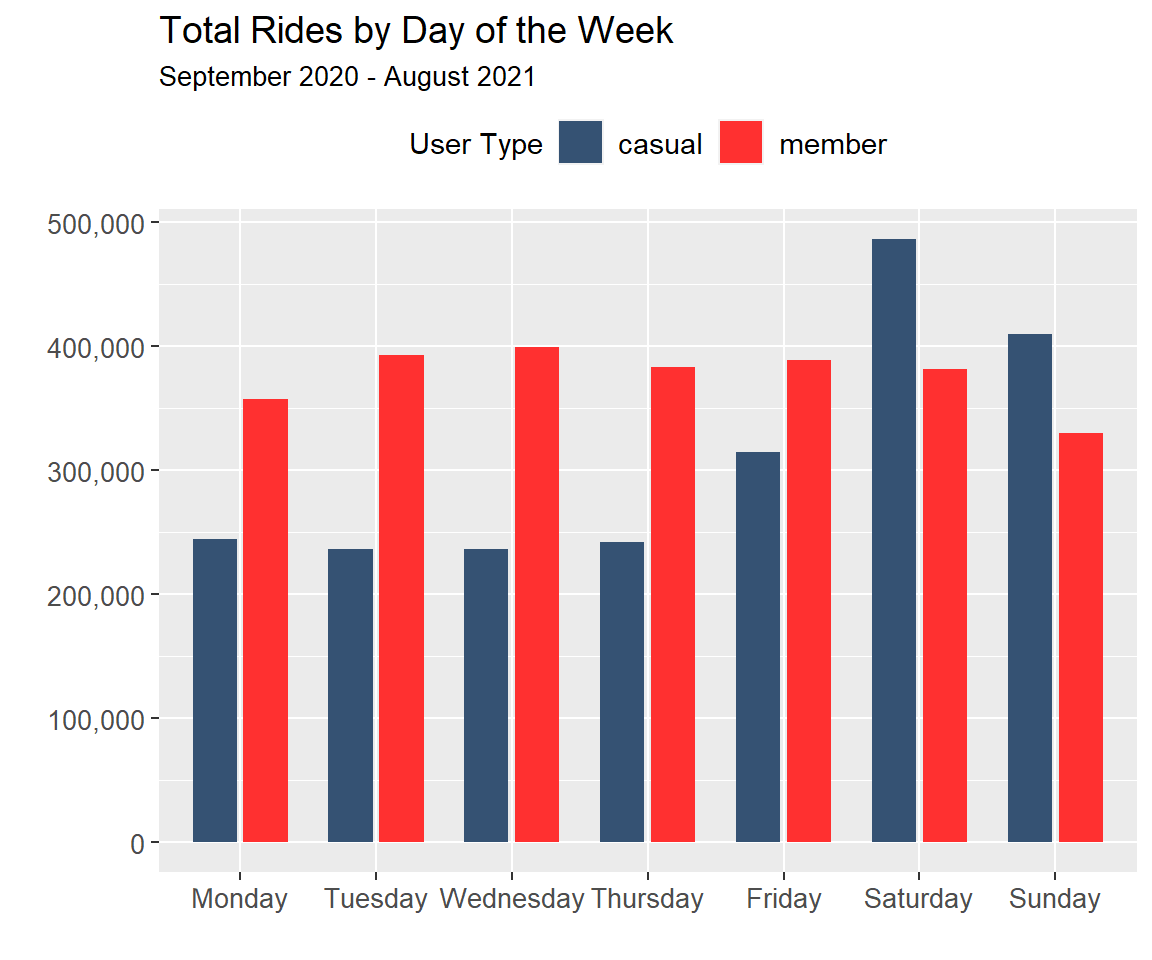 Total Rides by Day of the Week
September 2020 - August 2021
User Type casual member
500,000
400,000
300,000
200,000
100,000
0
Monday Tuesday Wednesday Thursday Friday Saturday Sunday